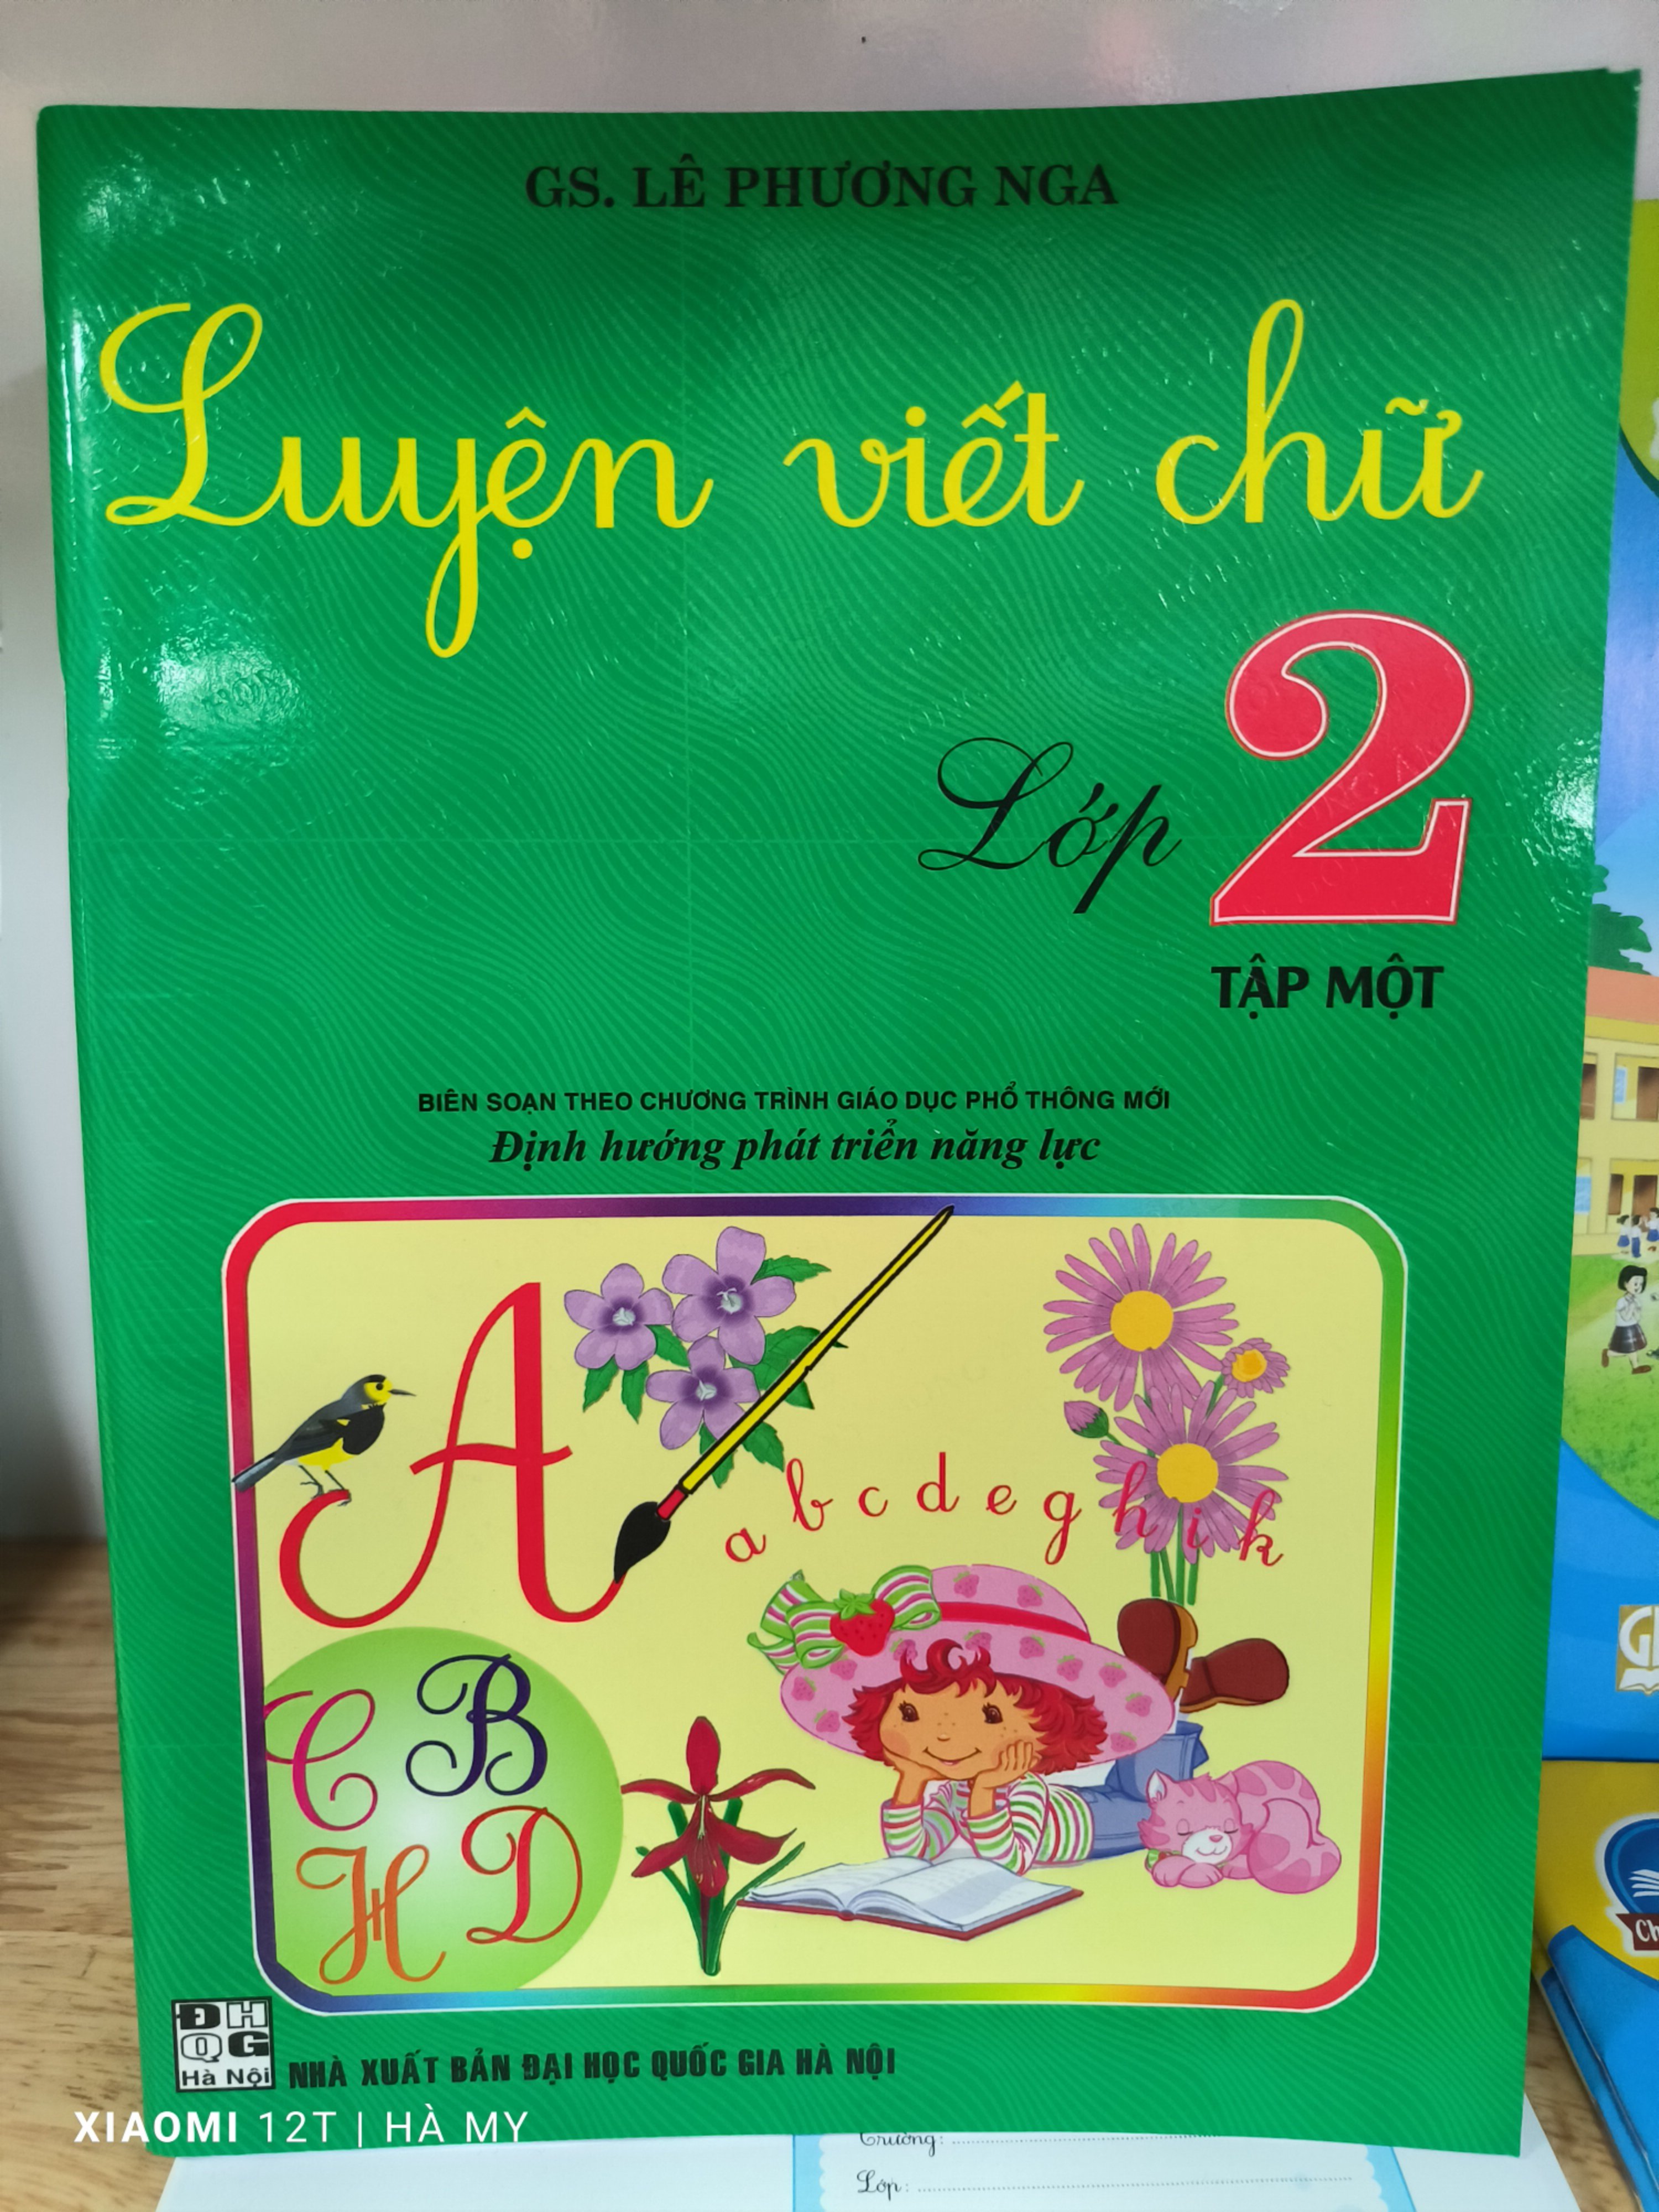 GS. LÊ PHƯƠNG NGA
Luyện viết chữ
Lớp 2
TẬP MỘT
BIÊN SOẠN THEO CHƯƠNG TRÌNH GIÁO DỤC PHỔ THÔNG MỚI
Định hướng phát triển năng lực
A
a b c d e g h i k
C B
H D
ĐH
QG
Hà Nội
NHÀ XUẤT BẢN ĐẠI HỌC QUỐC GIA HÀ NỘI
XIAOMI 12T | HÀ MY
Trường:
Lớp: